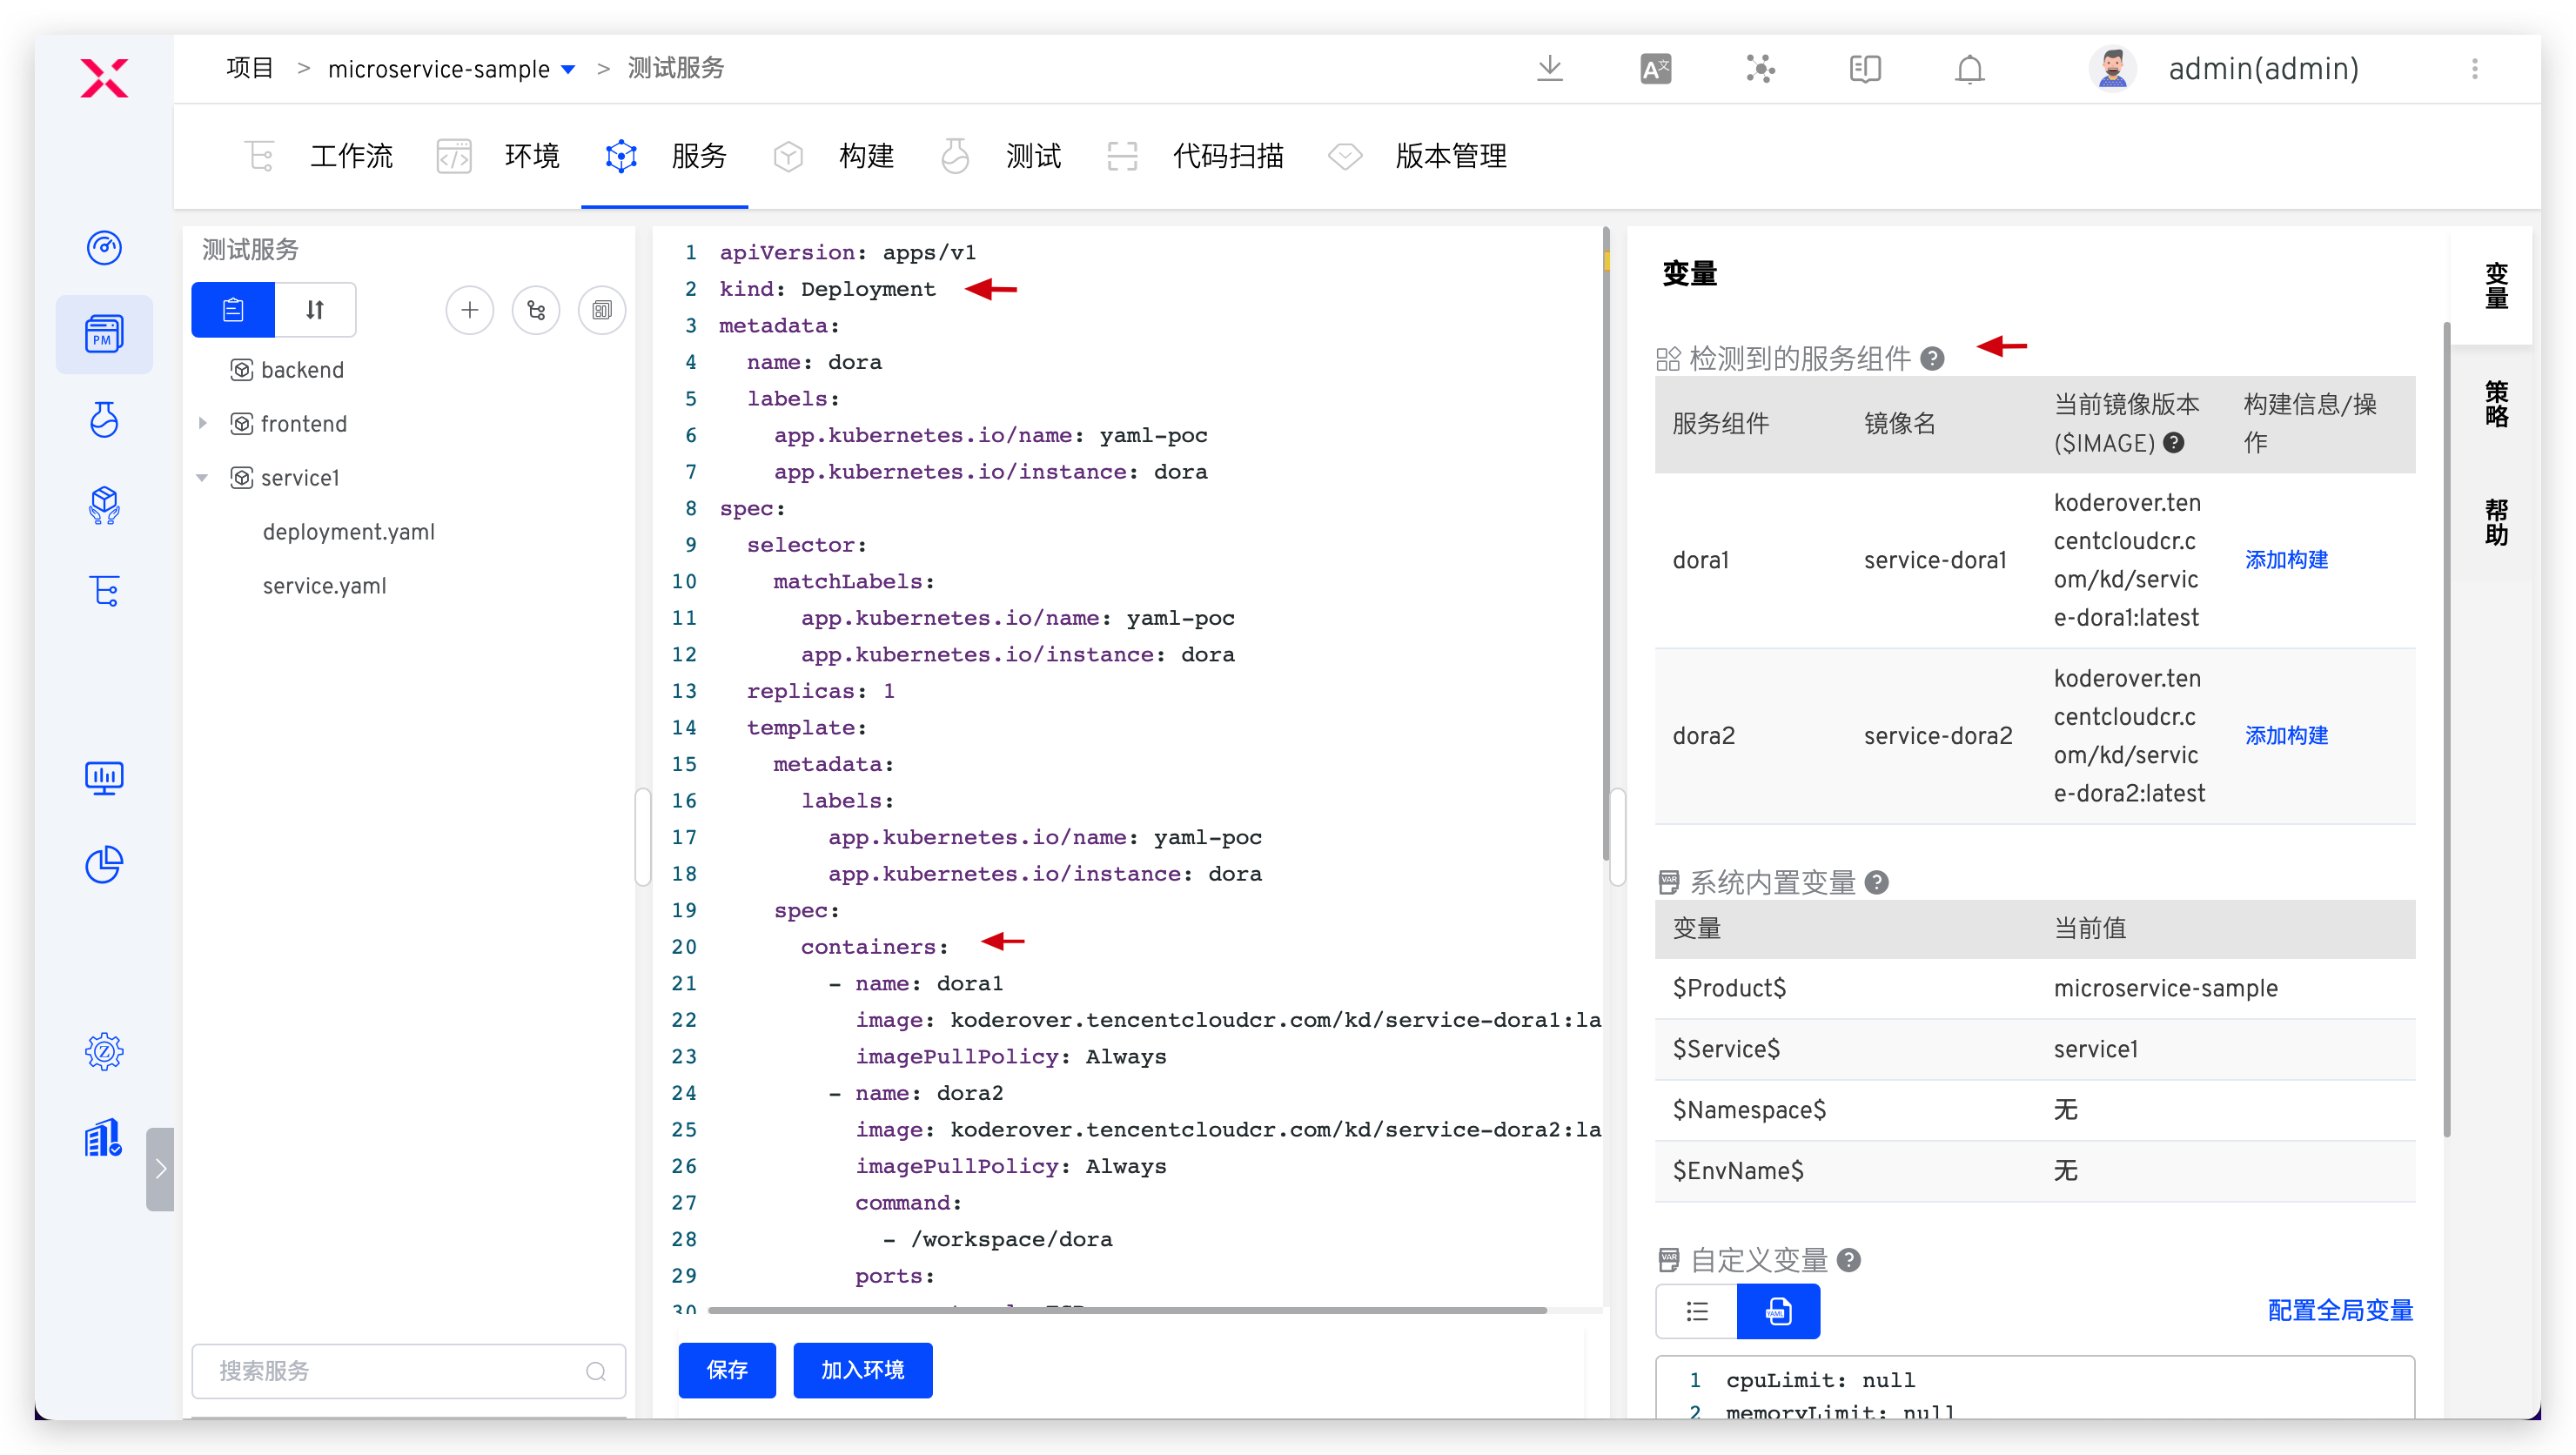 项目 > microservice-sample > 测试服务
admin(admin)
工作流 环境 服务 构建 测试 代码扫描 版本管理
PM
测试服务
backend
frontend
service1
deployment.yaml
service.yaml
搜索服务
1 apiVersion: apps/v1
2 kind: Deployment
3 metadata:
4 name: dora
5 labels:
6 app.kubernetes.io/name: yaml-poc
7 app.kubernetes.io/instance: dora
8 spec:
9 selector:
10 matchLabels:
11 app.kubernetes.io/name: yaml-poc
12 app.kubernetes.io/instance: dora
13 replicas: 1
14 template:
15 metadata:
16 labels:
17 app.kubernetes.io/name: yaml-poc
18 app.kubernetes.io/instance: dora
19 spec:
20 containers:
21 - name: dora1
22 image: koderover.tencentcloudcr.com/kd/service-dora1:la
23 imagePullPolicy: Always
24 - name: dora2
25 image: koderover.tencentcloudcr.com/kd/service-dora2:la
26 imagePullPolicy: Always
27 command:
28 - /workspace/dora
29 ports:
30
保存 加入环境
变量
检测到的服务组件
服务组件 镜像名 当前镜像版本 构建信息/操
($IMAGE) 作
koderover.ten
centcloudcr.c
dora1 service-dora1 om/kd/servic 添加构建
e-dora1:latest
koderover.ten
centcloudcr.c
dora2 service-dora2 om/kd/servic 添加构建
e-dora2:latest
系统内置变量
变量 当前值
$Product$ microservice-sample
$Service$ service1
$Namespace$ 无
$EnvName$ 无
自定义变量
配置全局变量
1 cpuLimit: null
2 memoryLimit: null
变量
策略
帮助